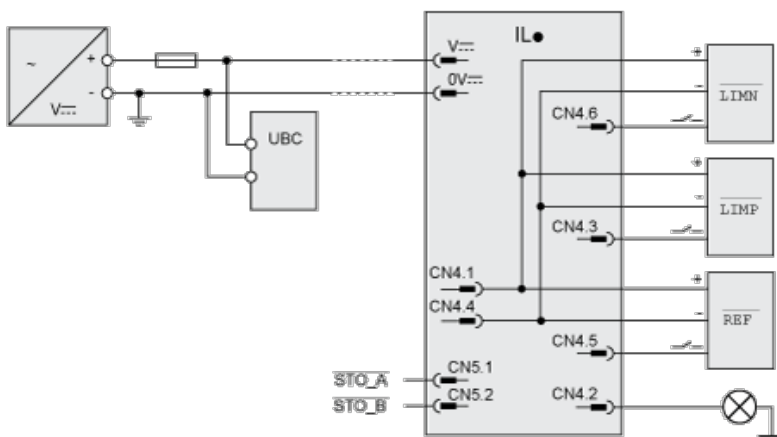 IL●
~
+
-
V⎓
V⎓
0V⎓
UBC
CN4.6
+
-
LIMN
CN4.3
+
-
LIMP
CN4.1
CN4.4
CN4.5
+
-
REF
STO_A
CN5.1
STO_B
CN5.2
CN4.2